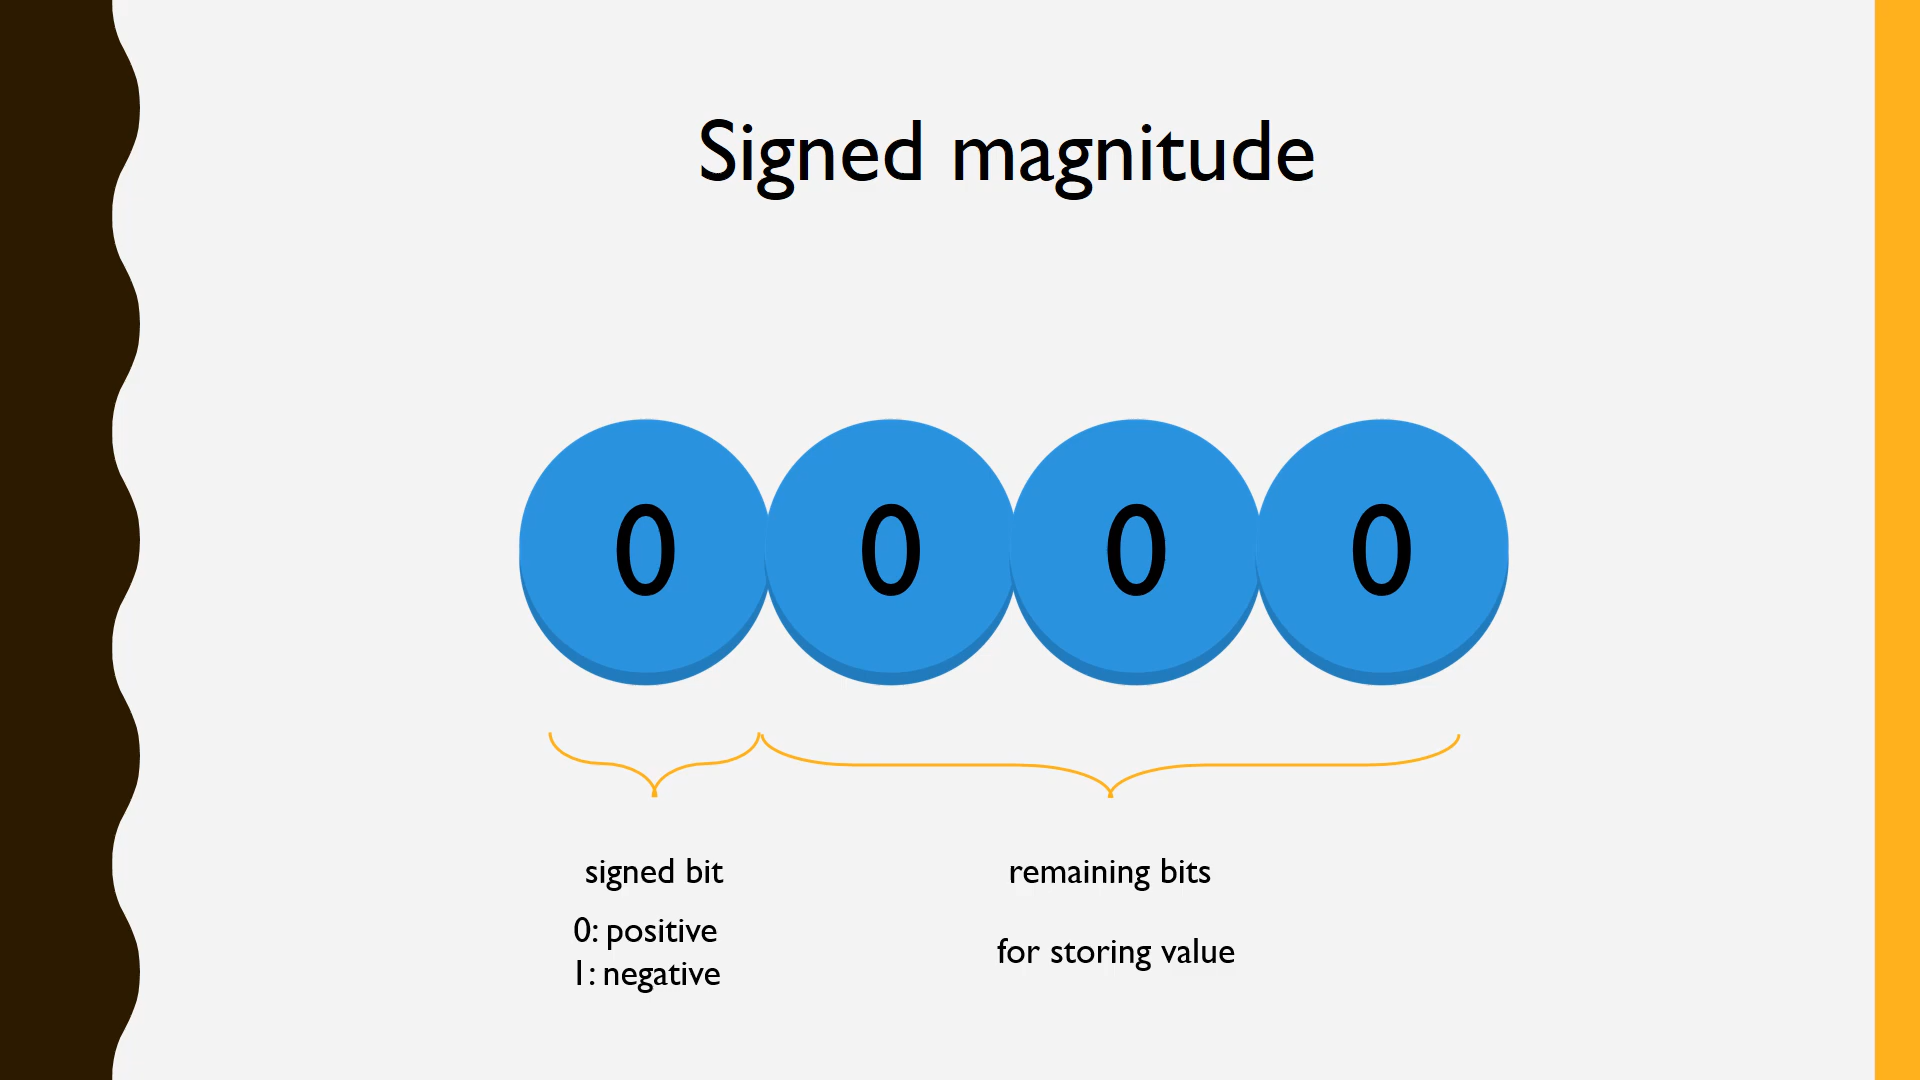 Signed magnitude
0 0 0 0
signed bit
0: positive
1: negative
remaining bits
for storing value